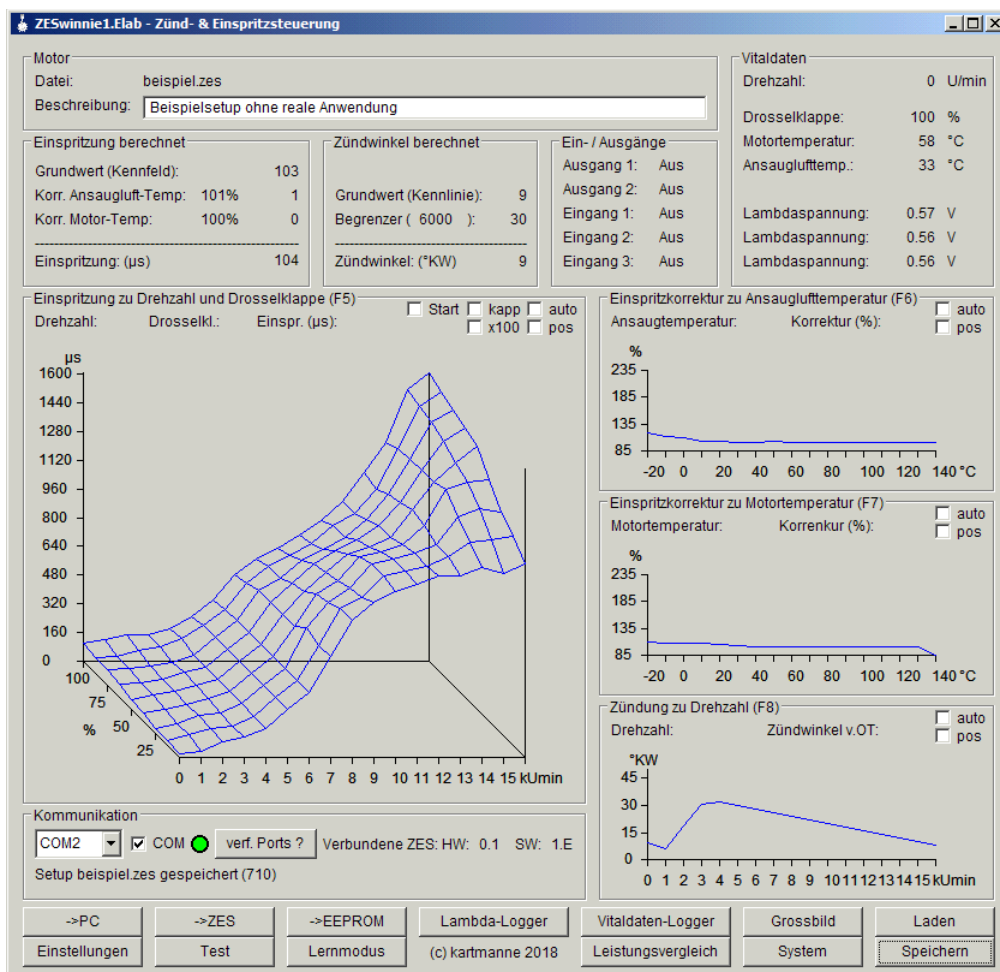 ZESwinnie1.Elab - Zünd- & Einspritzsteuerung
Motor
Datei: beispiel.zes
Beschreibung: Beispielsetup ohne reale Anwendung
Vitaldaten
Drehzahl: 0 U/min
Drosselklappe: 100 %
Motortemperatur: 58 °C
Ansauglufttemp.: 33 °C
Lambdaspannung: 0.57 V
Lambdaspannung: 0.56 V
Lambdaspannung: 0.56 V
Einspritzung berechnet
Grundwert (Kennfeld): 103
Korr. Ansaugluft-Temp: 101% 1
Korr. Motor-Temp: 100% 0
Einspritzung: (µs) 104
Zündwinkel berechnet
Grundwert (Kennlinie): 9
Begrenzer ( 6000 ): 30
Zündwinkel: (°KW) 9
Ein- / Ausgänge
Ausgang 1: Aus
Ausgang 2: Aus
Eingang 1: Aus
Eingang 2: Aus
Eingang 3: Aus
Einspritzung zu Drehzahl und Drosselklappe (F5)
Drehzahl: Drosselkl.: Einspr. (µs):
Start kapp auto
x100 pos
µs
1600
1440
1280
1120
960
800
640
480
320
160
0
100
75
50
25
%
0 1 2 3 4 5 6 7 8 9 10 11 12 13 14 15 kUmin
Einspritzkorrektur zu Ansauglufttemperatur (F6)
Ansaugtemperatur: Korrektur (%):
auto
pos
%
235
185
135
85
-20 0 20 40 60 80 100 120 140 °C
Einspritzkorrektur zu Motortemperatur (F7)
Motortemperatur: Korrenkur (%):
auto
pos
%
235
185
135
85
-20 0 20 40 60 80 100 120 140 °C
Zündung zu Drehzahl (F8)
Drehzahl: Zündwinkel v.OT:
auto
pos
°KW
45
30
15
0
0 1 2 3 4 5 6 7 8 9 10 11 12 13 14 15 kUmin
Kommunikation
COM2 COM verf. Ports ? Verbundene ZES: HW: 0.1 SW: 1.E
Setup beispiel.zes gespeichert (710)
->PC ->ZES ->EEPROM Lambda-Logger Vitaldaten-Logger Grossbild Laden
Einstellungen Test Lernmodus (c) kartmanne 2018 Leistungsvergleich System Speichern